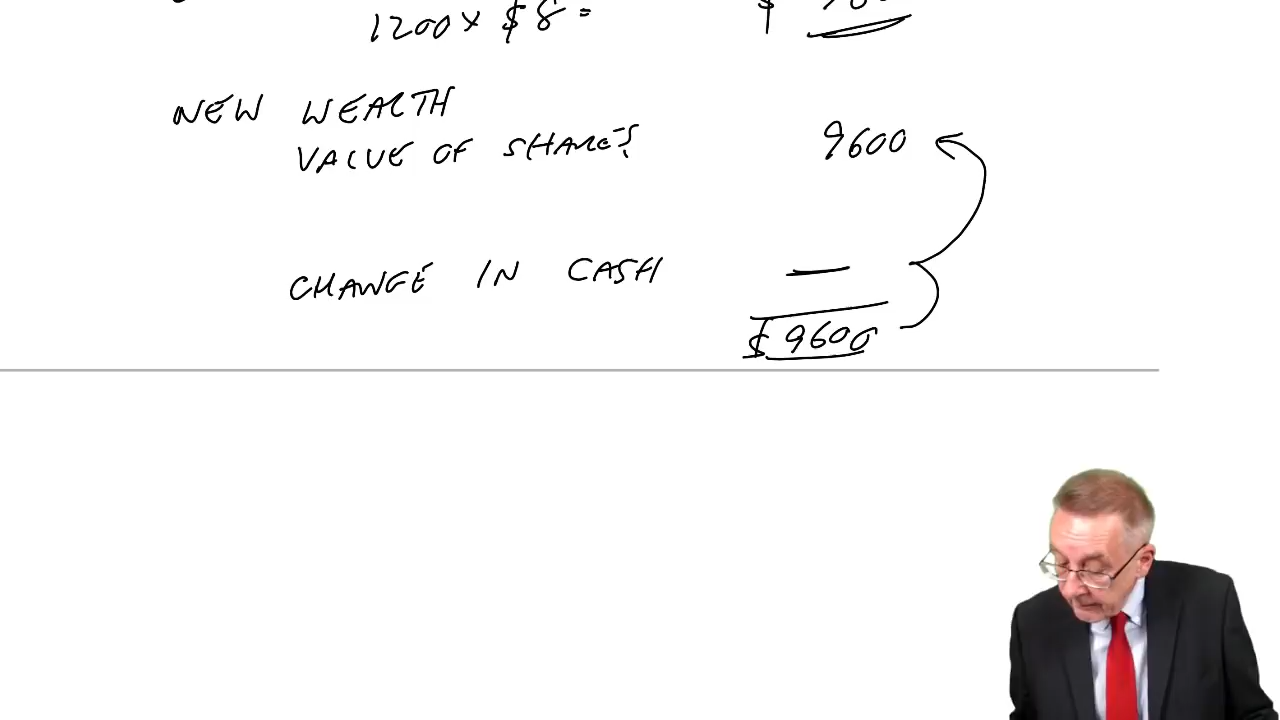 1200 x $ 8 = $
NEW WEALTH
VALUE OF SHARES 9600
CHANGE IN CASH —
$ 9600